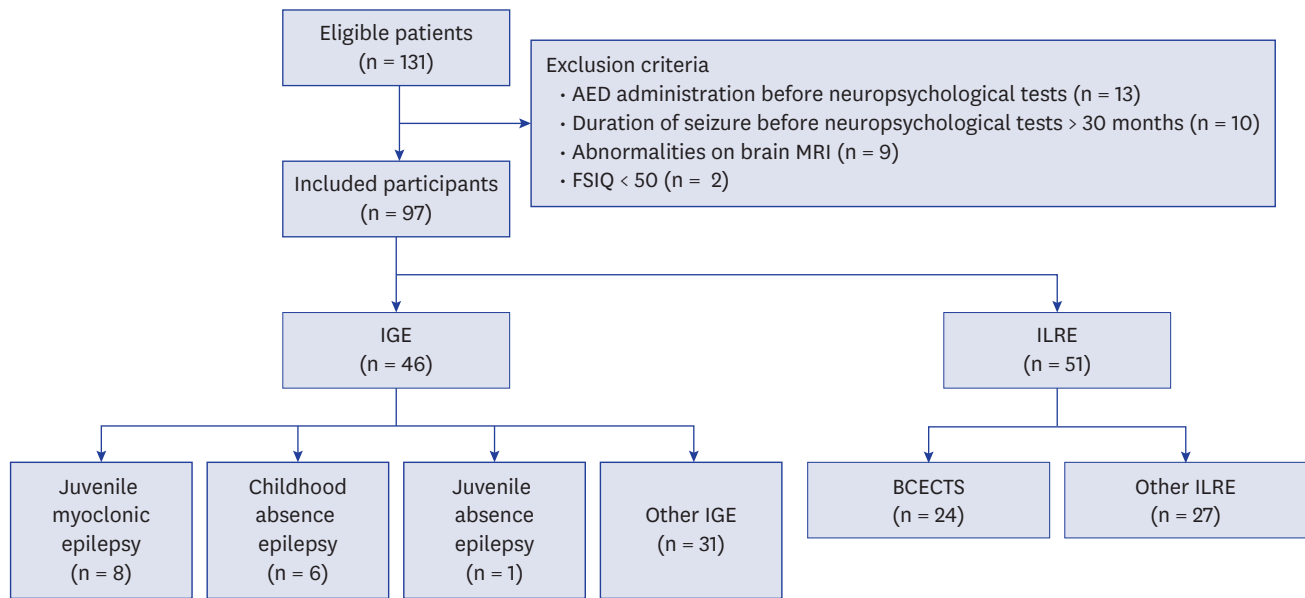 Eligible patients
(n = 131)
Exclusion criteria
• AED administration before neuropsychological tests (n = 13)
• Duration of seizure before neuropsychological tests > 30 months (n = 10)
• Abnormalities on brain MRI (n = 9)
• FSIQ < 50 (n = 2)
Included participants
(n = 97)
IGE
(n = 46)
ILRE
(n = 51)
Juvenile
myoclonic
epilepsy
(n = 8)
Childhood
absence
epilepsy
(n = 6)
Juvenile
absence
epilepsy
(n = 1)
Other IGE
(n = 31)
BCECTS
(n = 24)
Other ILRE
(n = 27)